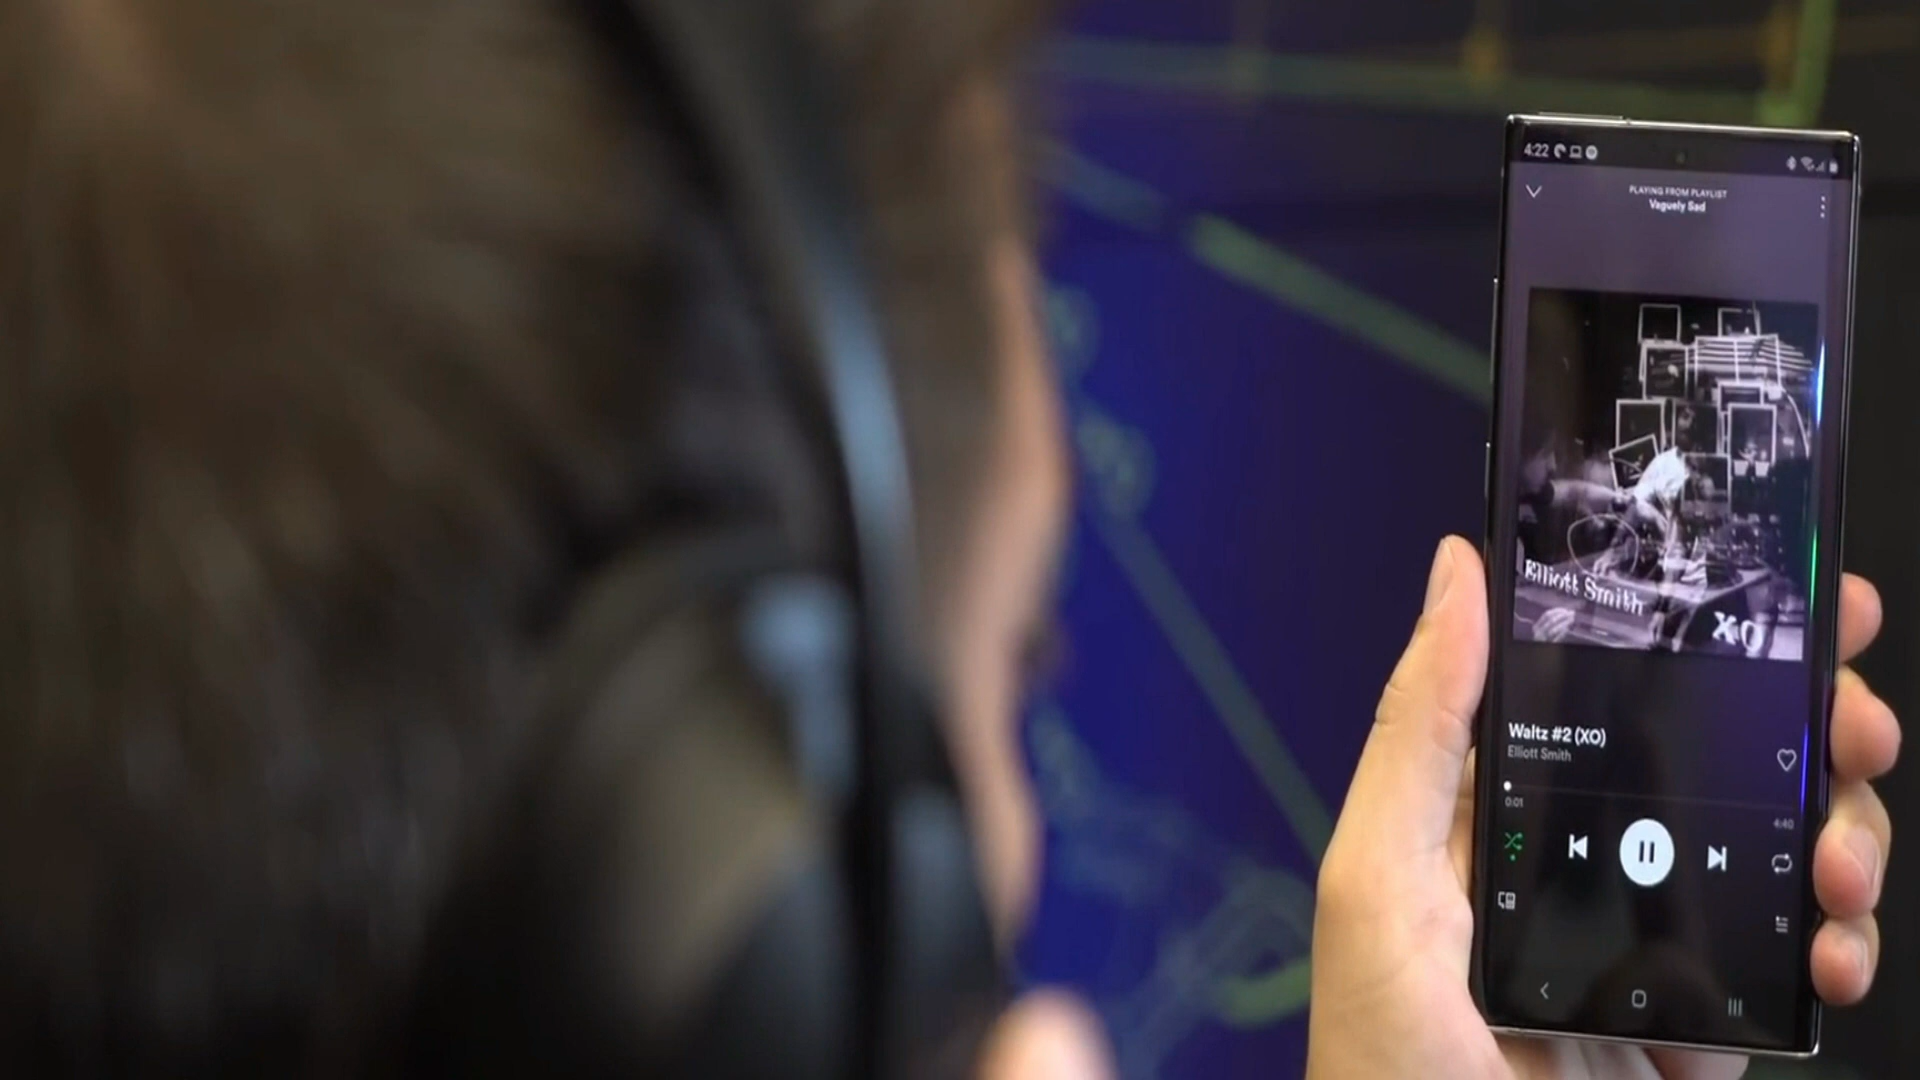 4:22
PLAYING FROM PLAYLIST
Vaguely Sad
Elliott Smith
XO
Waltz #2 (XO)
Elliott Smith
0:01
4:40